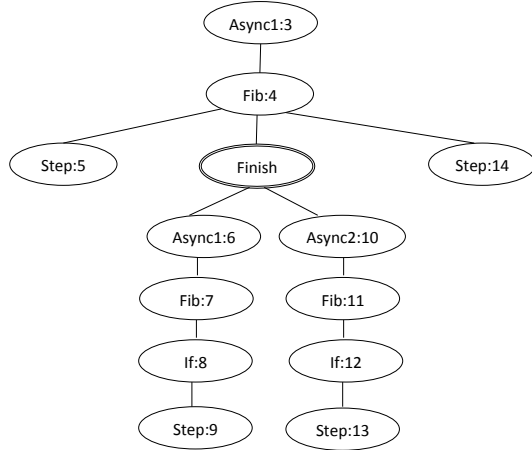 Async1:3
Fib:4
Step:5
Finish
Step:14
Async1:6
Async2:10
Fib:7
Fib:11
If:8
If:12
Step:9
Step:13